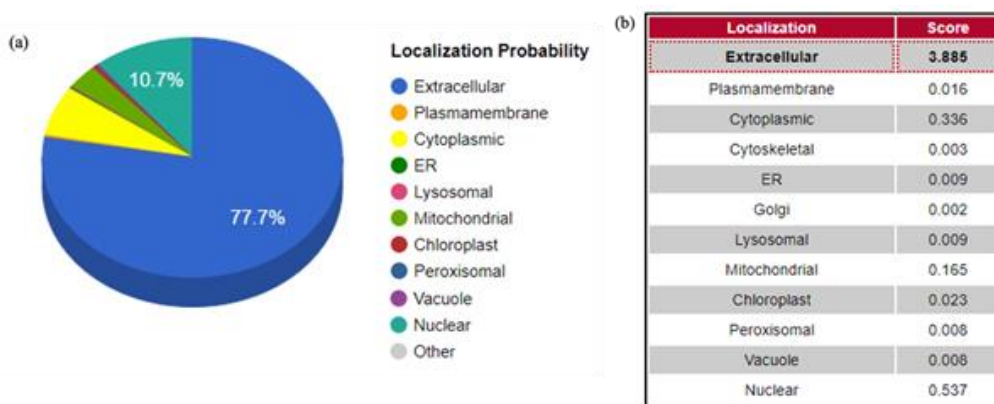 (a)
10.7%
77.7%
Localization Probability
Extracellular
Plasmamembrane
Cytoplasmic
ER
Lysosomal
Mitochondrial
Chloroplast
Peroxisomal
Vacuole
Nuclear
Other
(b)
Localization Score
Extracellular 3.885
Plasmamembrane 0.016
Cytoplasmic 0.336
Cytoskeletal 0.003
ER 0.009
Golgi 0.002
Lysosomal 0.009
Mitochondrial 0.165
Chloroplast 0.023
Peroxisomal 0.008
Vacuole 0.008
Nuclear 0.537